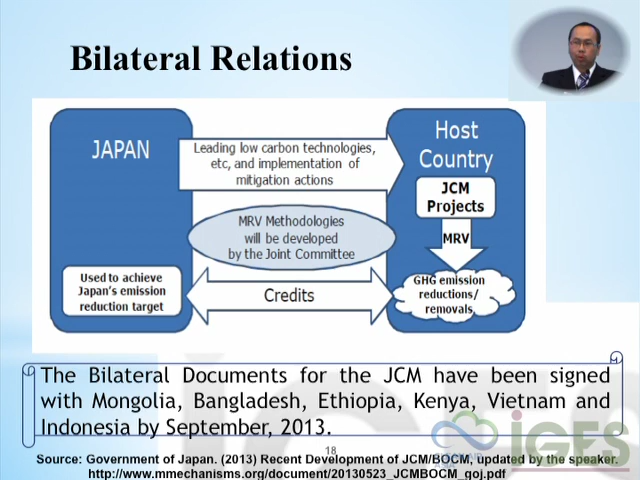 Bilateral Relations
JAPAN
Leading low carbon technologies,
etc, and implementation of
mitigation actions
Host
Country
JCM
Projects
MRV Methodologies
will be developed
by the Joint Committee
MRV
Used to achieve
Japan's emission
reduction target
Credits
GHG emission
reductions/
removals
The Bilateral Documents for the JCM have been signed
with Mongolia, Bangladesh, Ethiopia, Kenya, Vietnam and
Indonesia by September, 2013.
18
IGES
Source: Government of Japan. (2013) Recent Development of JCM/BOCM, updated by the speaker.
http://www.mmechanisms.org/document/20130523_JCMBOCM_goj.pdf